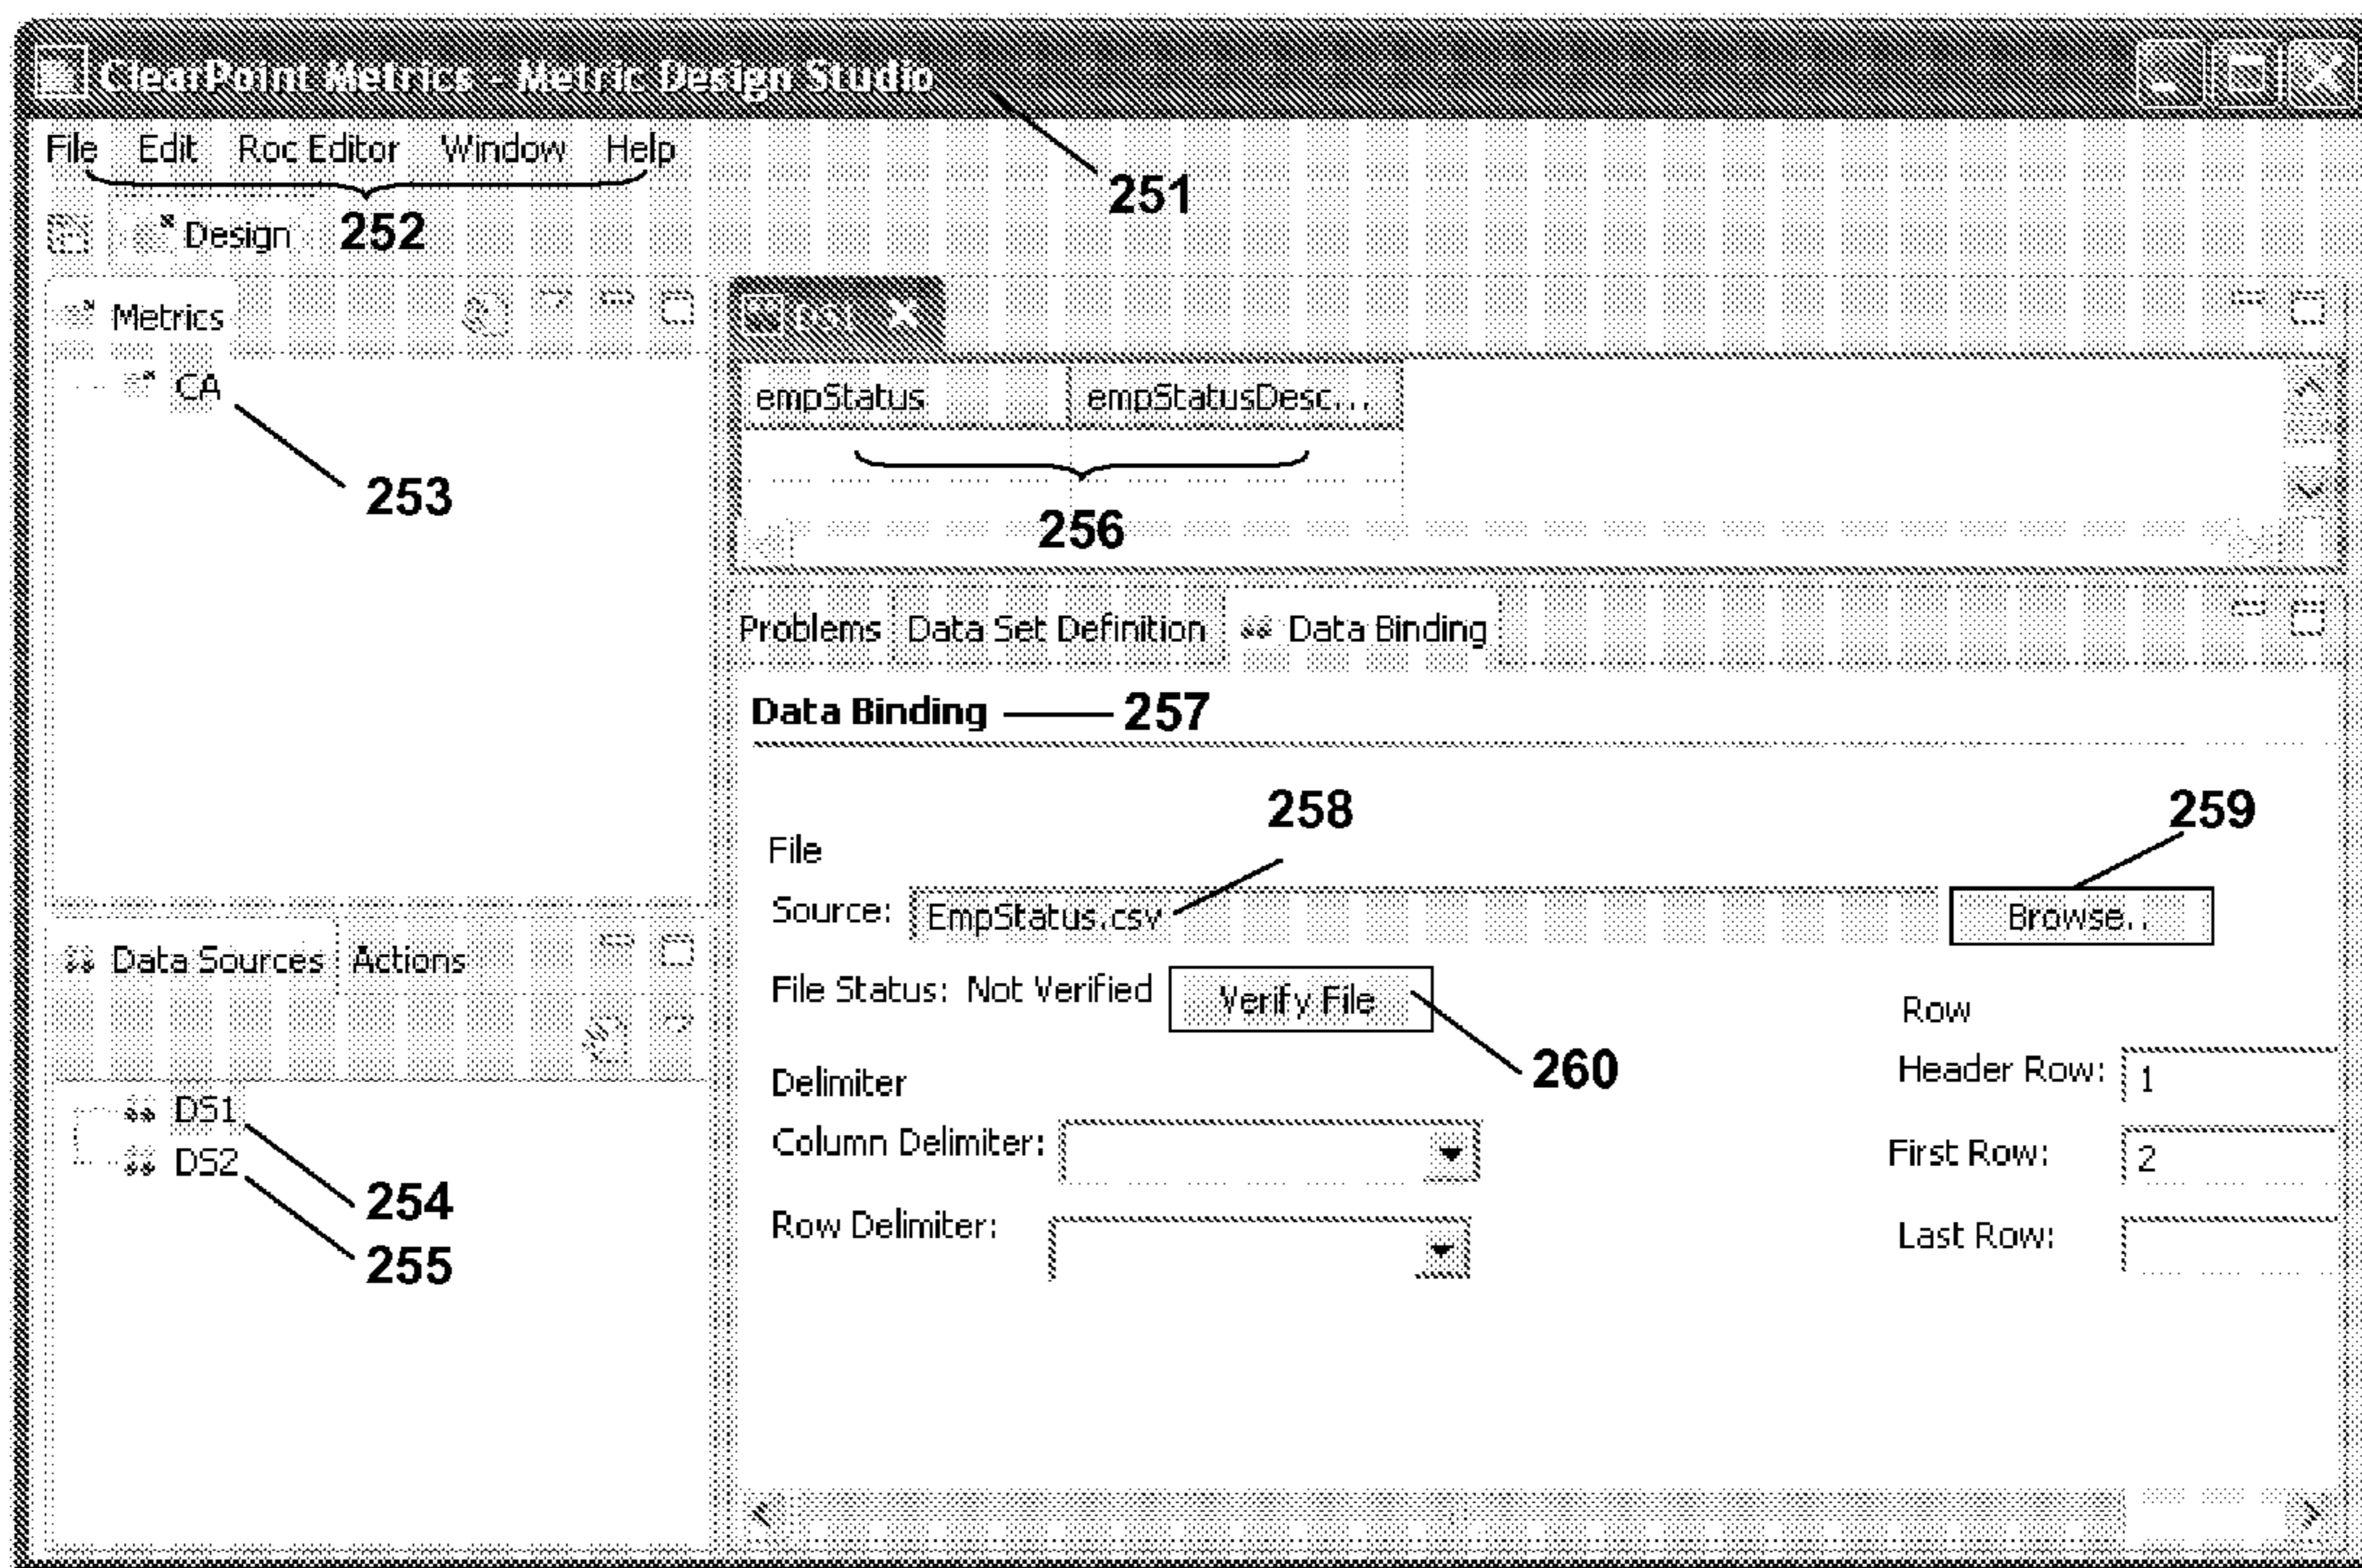 ClearPoint Metrics - Metric Design Studio
File Edit Roc Editor Window Help
251
252
Design
Metrics
CA
253
DS1
empStatus empStatusDesc...
256
Problems Data Set Definition Data Binding
Data Binding 257
258
259
File
Source: EmpStatus.csv Browse..
File Status: Not Verified Verify File
260
Delimiter
Column Delimiter:
Row Delimiter:
Row
Header Row: 1
First Row: 2
Last Row:
Data Sources Actions
DS1
DS2
254
255